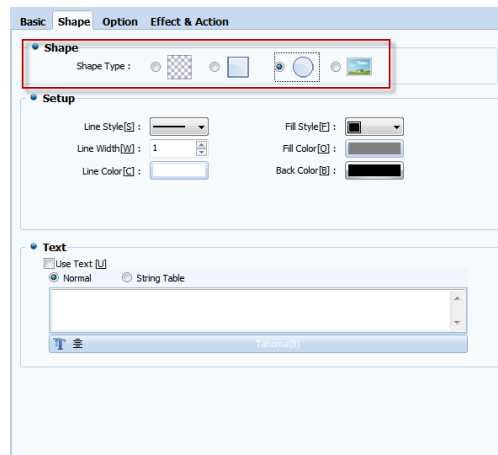 Basic Shape Option Effect & Action
Shape
Shape Type :
Setup
Line Style[S] : Fill Style[F] :
Line Width[W] : 1 Fill Color[O] :
Line Color[C] : Back Color[B] :
Text
Use Text [U]
Normal String Table
T 홈 Tahoma(8)